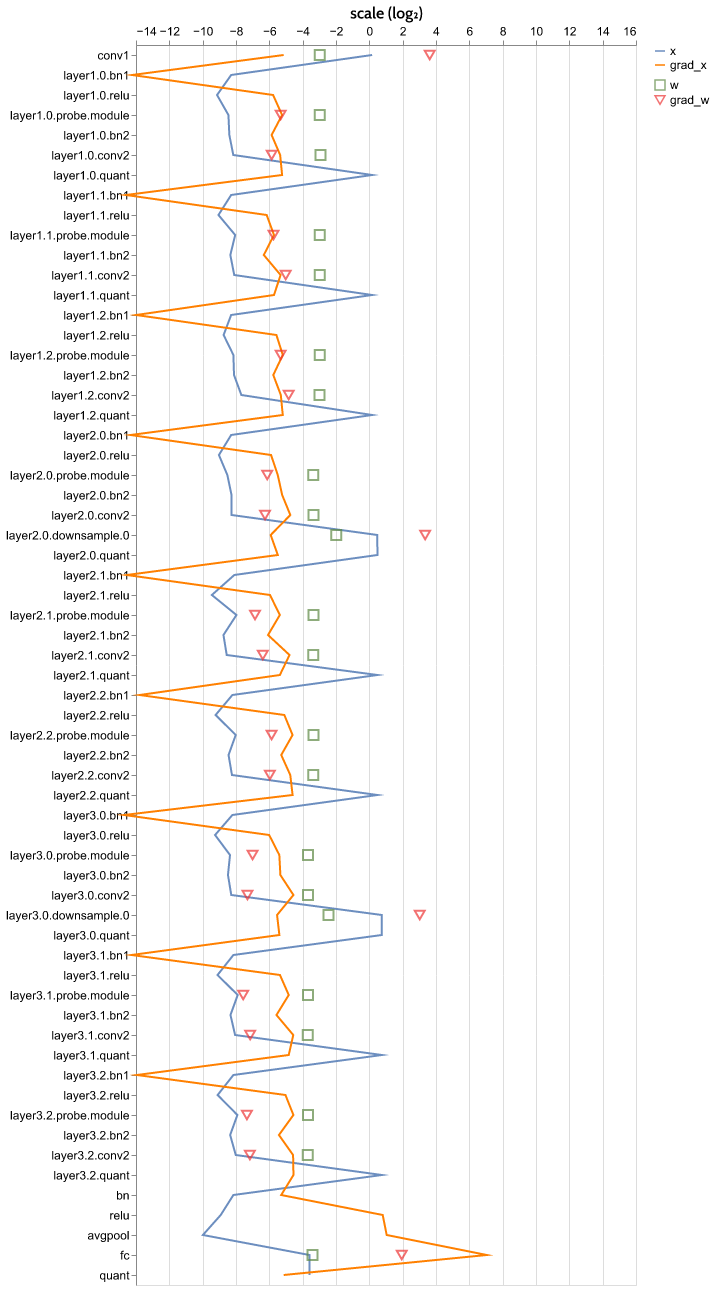 scale (log₂)
−14 −12 −10 −8 −6 −4 −2 0 2 4 6 8 10 12 14 16
x
grad_x
w
grad_w
conv1
layer1.0.bn1
layer1.0.relu
layer1.0.probe.module
layer1.0.bn2
layer1.0.conv2
layer1.0.quant
layer1.1.bn1
layer1.1.relu
layer1.1.probe.module
layer1.1.bn2
layer1.1.conv2
layer1.1.quant
layer1.2.bn1
layer1.2.relu
layer1.2.probe.module
layer1.2.bn2
layer1.2.conv2
layer1.2.quant
layer2.0.bn1
layer2.0.relu
layer2.0.probe.module
layer2.0.bn2
layer2.0.conv2
layer2.0.downsample.0
layer2.0.quant
layer2.1.bn1
layer2.1.relu
layer2.1.probe.module
layer2.1.bn2
layer2.1.conv2
layer2.1.quant
layer2.2.bn1
layer2.2.relu
layer2.2.probe.module
layer2.2.bn2
layer2.2.conv2
layer2.2.quant
layer3.0.bn1
layer3.0.relu
layer3.0.probe.module
layer3.0.bn2
layer3.0.conv2
layer3.0.downsample.0
layer3.0.quant
layer3.1.bn1
layer3.1.relu
layer3.1.probe.module
layer3.1.bn2
layer3.1.conv2
layer3.1.quant
layer3.2.bn1
layer3.2.relu
layer3.2.probe.module
layer3.2.bn2
layer3.2.conv2
layer3.2.quant
bn
relu
avgpool
fc
quant